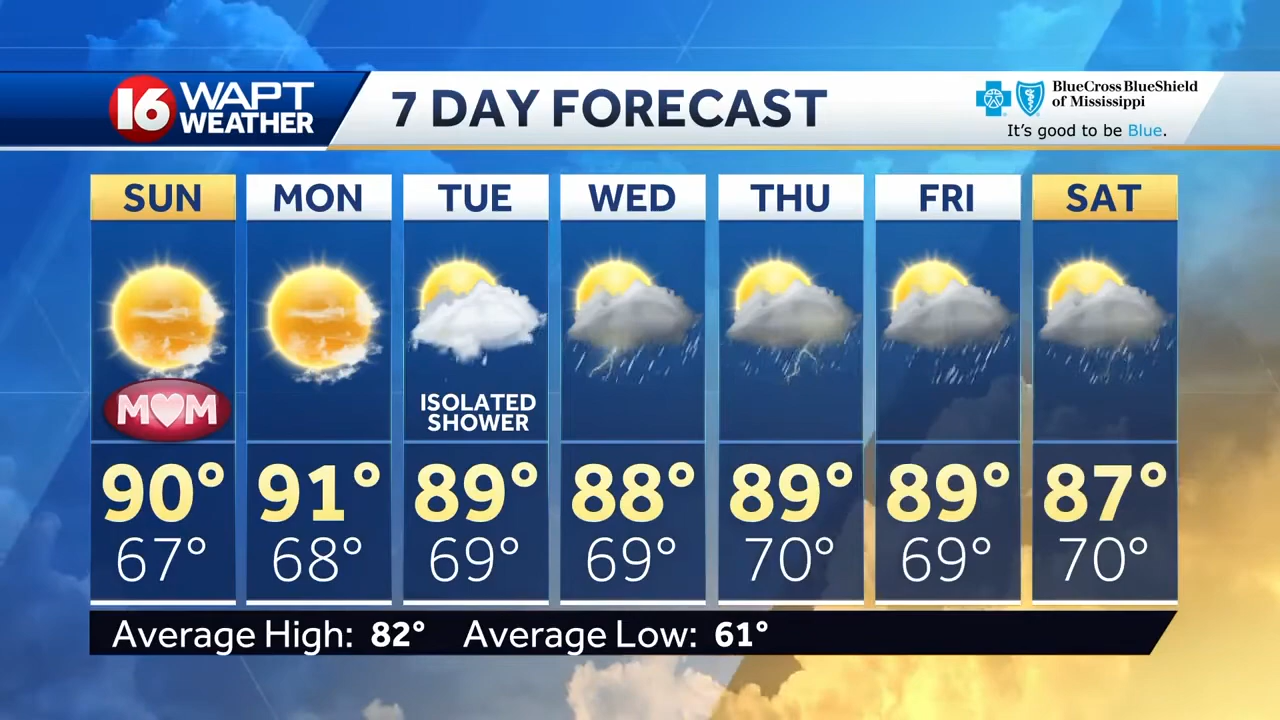 16 WAPT WEATHER
7 DAY FORECAST
BlueCross BlueShield
of Mississippi
It's good to be Blue.
SUN MON TUE WED THU FRI SAT
M♥M
ISOLATED
SHOWER
90° 91° 89° 88° 89° 89° 87°
67° 68° 69° 69° 70° 69° 70°
Average High: 82° Average Low: 61°